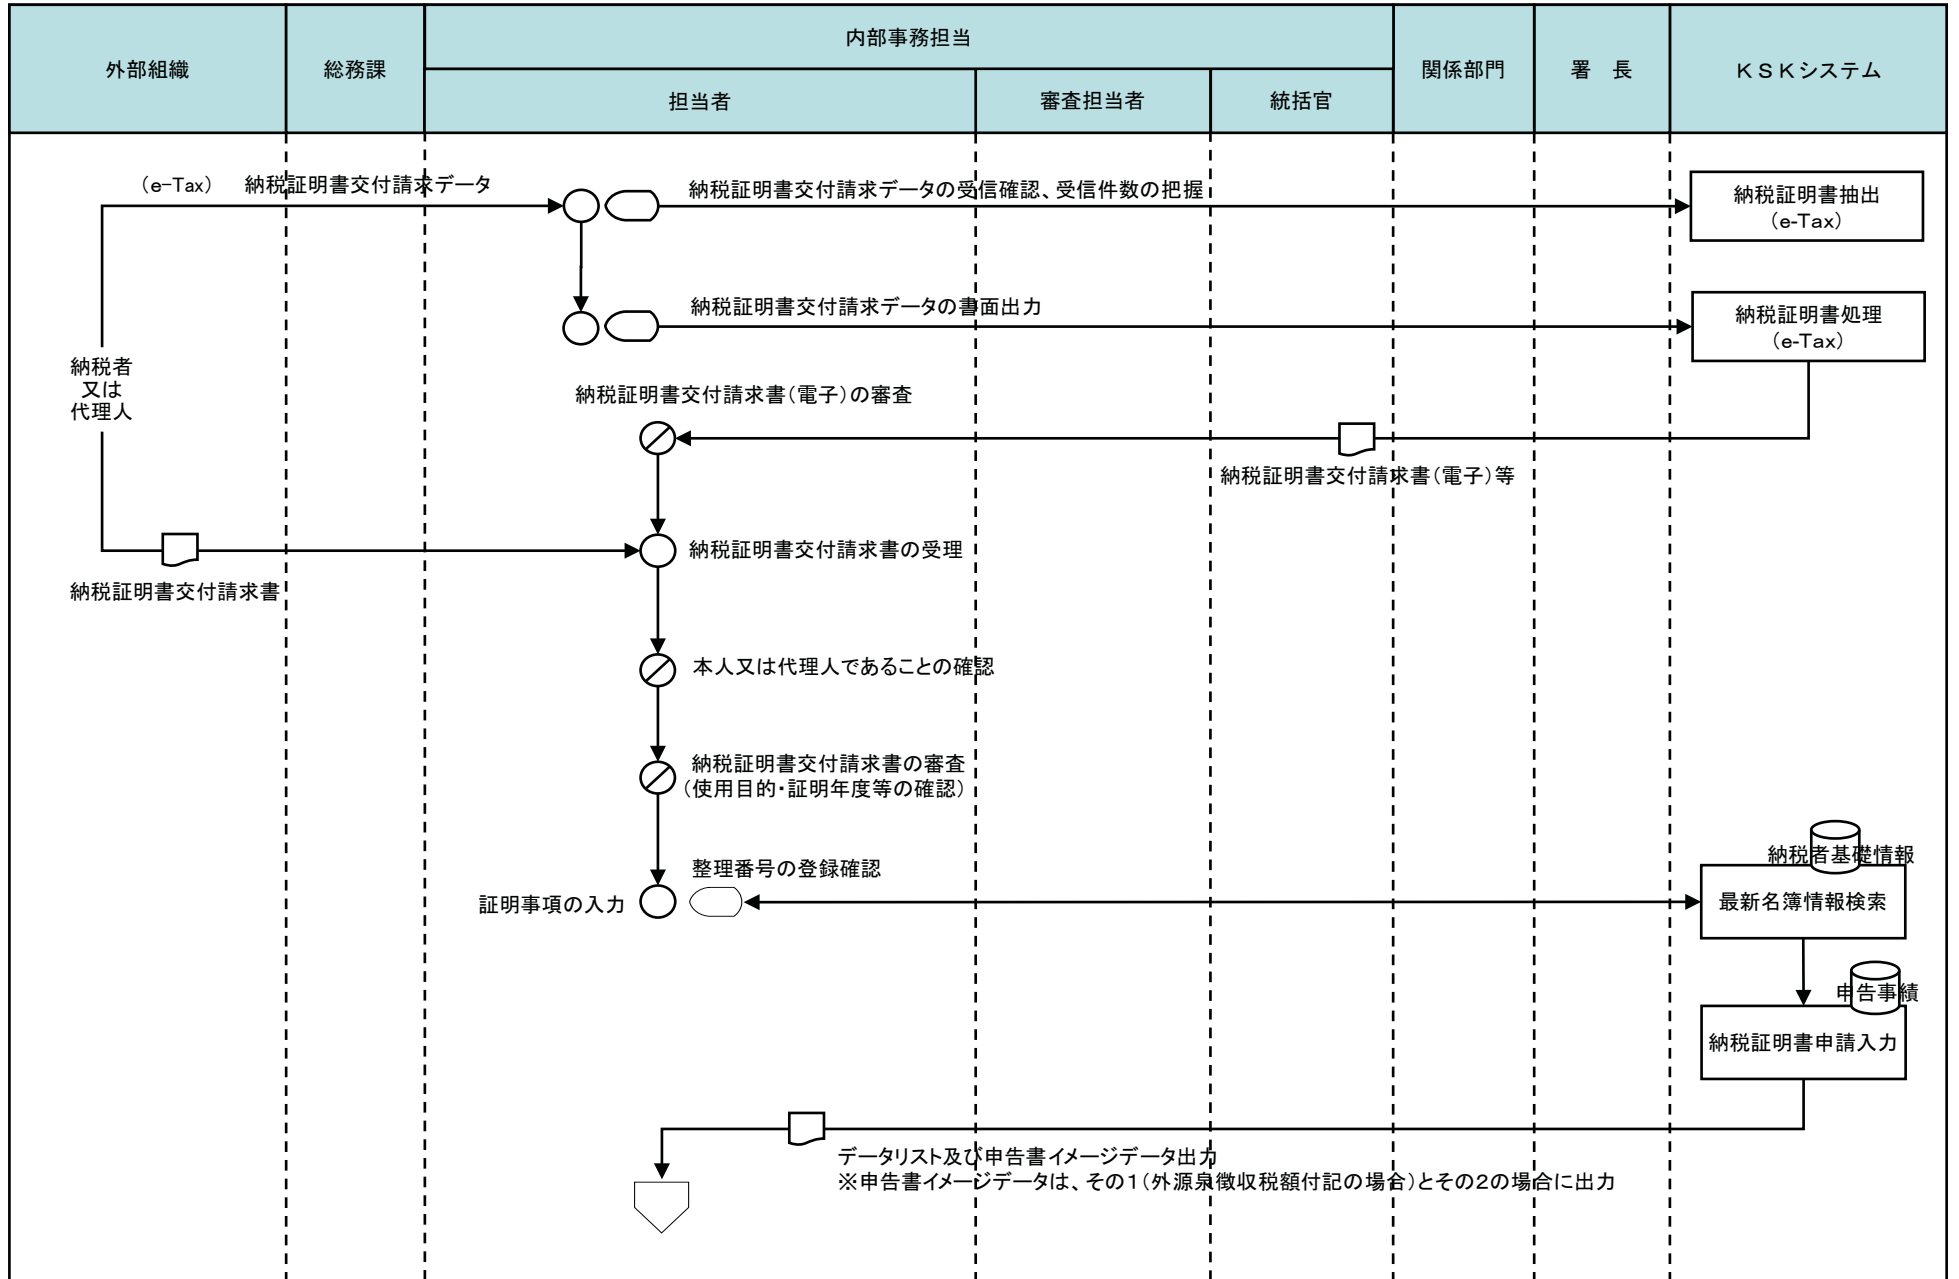 外部組織
総務課
内部事務担当
担当者
審査担当者
統括官
関係部門
署　長
ＫＳＫシステム
（e-Tax）　納税証明書交付請求データ
納税証明書交付請求データの受信確認、受信件数の把握
納税証明書抽出
（e-Tax）
納税証明書交付請求データの書面出力
納税証明書処理
（e-Tax）
納税者
又は
代理人
納税証明書交付請求書（電子）の審査
納税証明書交付請求書（電子）等
納税証明書交付請求書の受理
納税証明書交付請求書
本人又は代理人であることの確認
納税証明書交付請求書の審査
（使用目的・証明年度等の確認）
整理番号の登録確認
証明事項の入力
納税者基礎情報
最新名簿情報検索
申告事績
納税証明書申請入力
データリスト及び申告書イメージデータ出力
※申告書イメージデータは、その１（外源泉徴収税額付記の場合）とその２の場合に出力